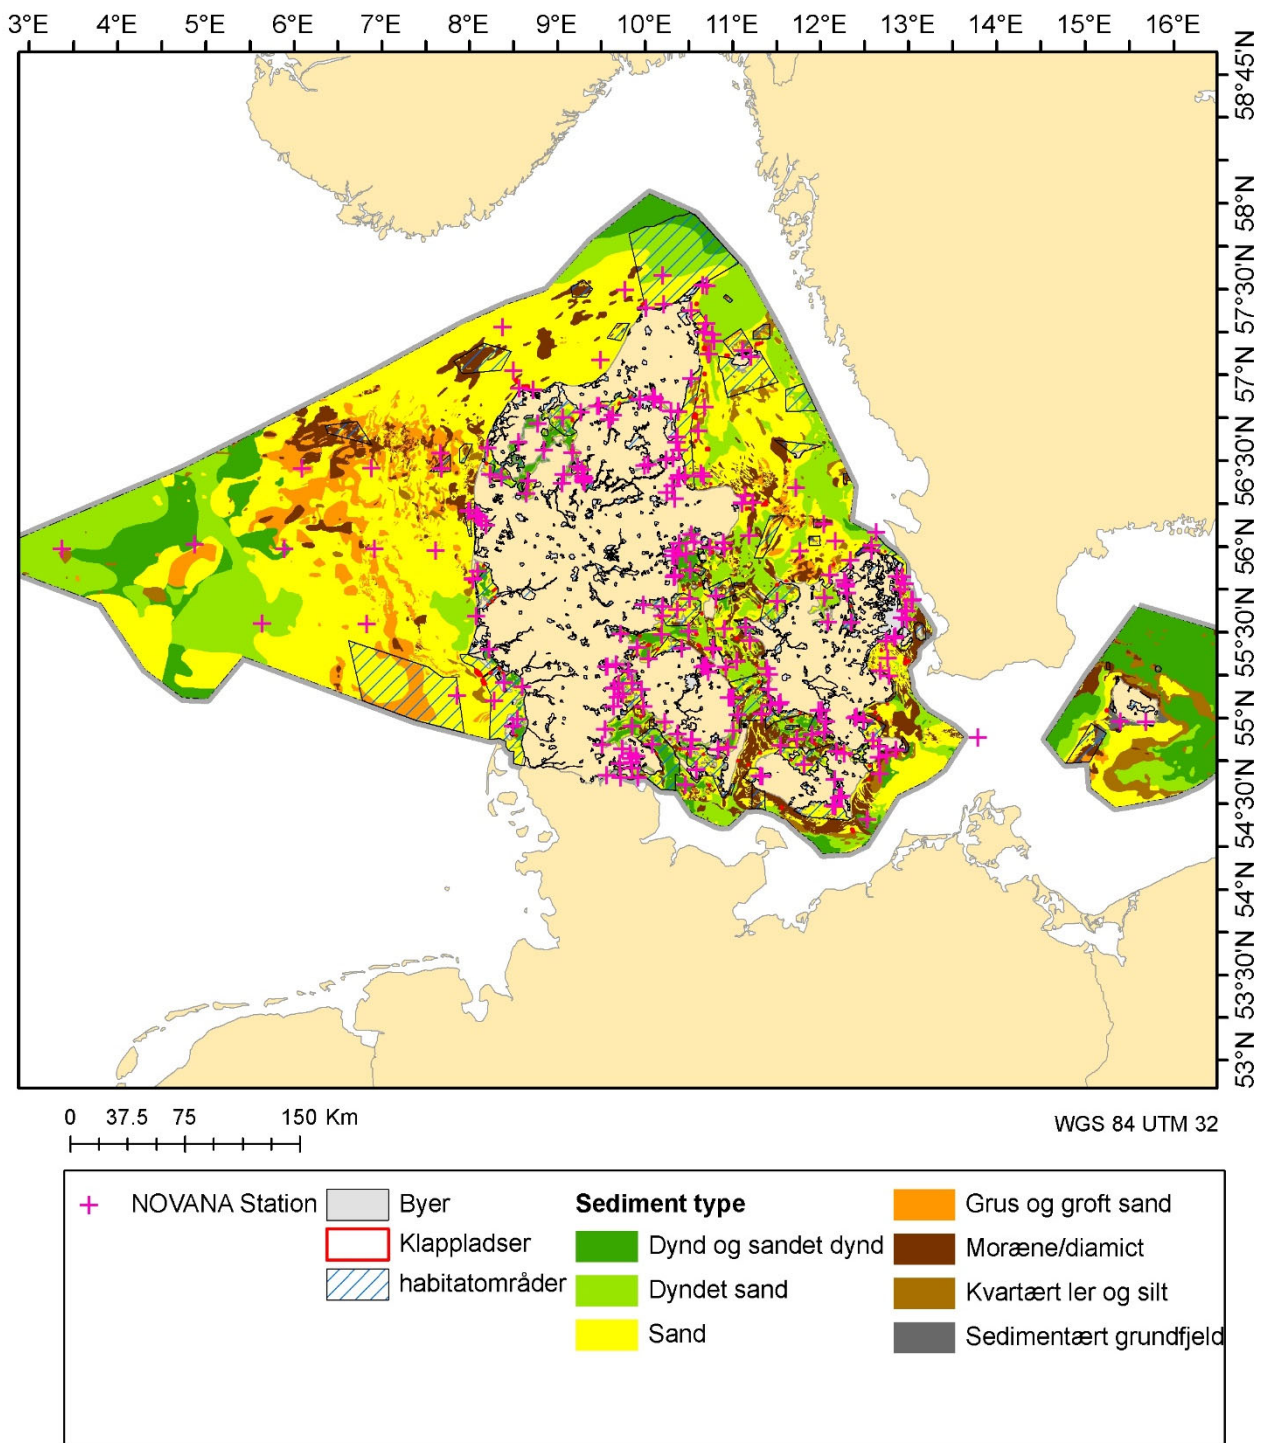 3°E 4°E 5°E 6°E 7°E 8°E 9°E 10°E 11°E 12°E 13°E 14°E 15°E 16°E
58°45'N
58°N
57°30'N
57°N
56°30'N
56°N
55°30'N
55°N
54°30'N
54°N
53°30'N
53°N
0 37.5 75 150 Km
WGS 84 UTM 32
NOVANA Station
Byer
Klappladser
habitatområder
Sediment type
Dynd og sandet dynd
Dyndet sand
Sand
Grus og groft sand
Moræne/diamict
Kvartært ler og silt
Sedimentært grundfjeld